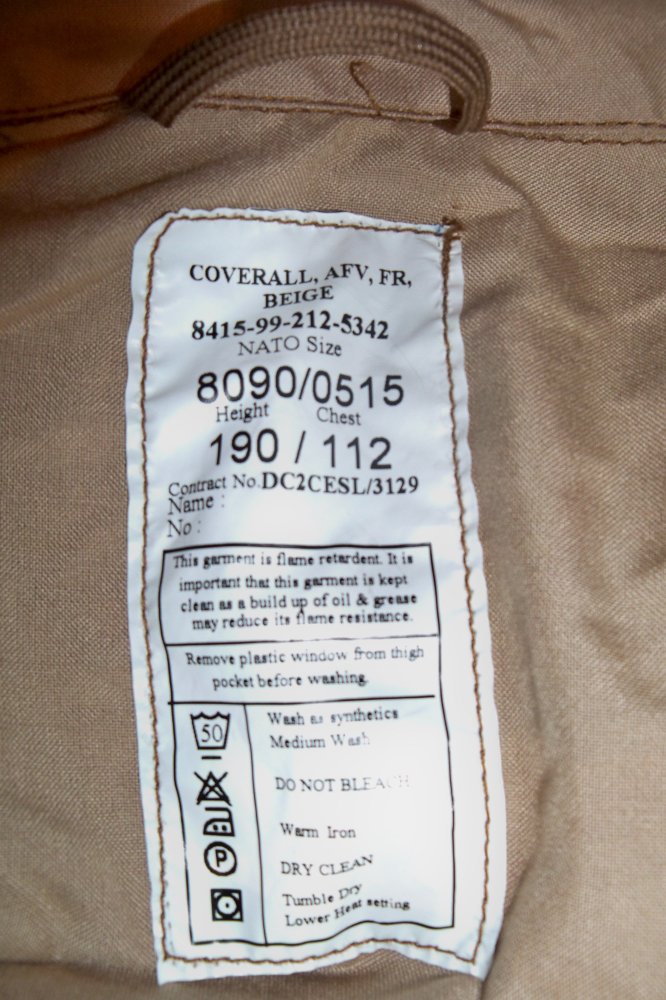 COVERALL, AFV, FR,
BEIGE
8415-99-212-5342
NATO Size
8090/0515
Height Chest
190 / 112
Contract No. DC2CESL/3129
Name :
No :
This garment is flame retardent. It is
important that this garment is kept
clean as a build up of oil & grease
may reduce its flame resistance.
Remove plastic window from thigh
pocket before washing.
50
Wash as synthetics
Medium Wash
DO NOT BLEACH
Warm Iron
P
DRY CLEAN
Tumble Dry
Lower Heat setting